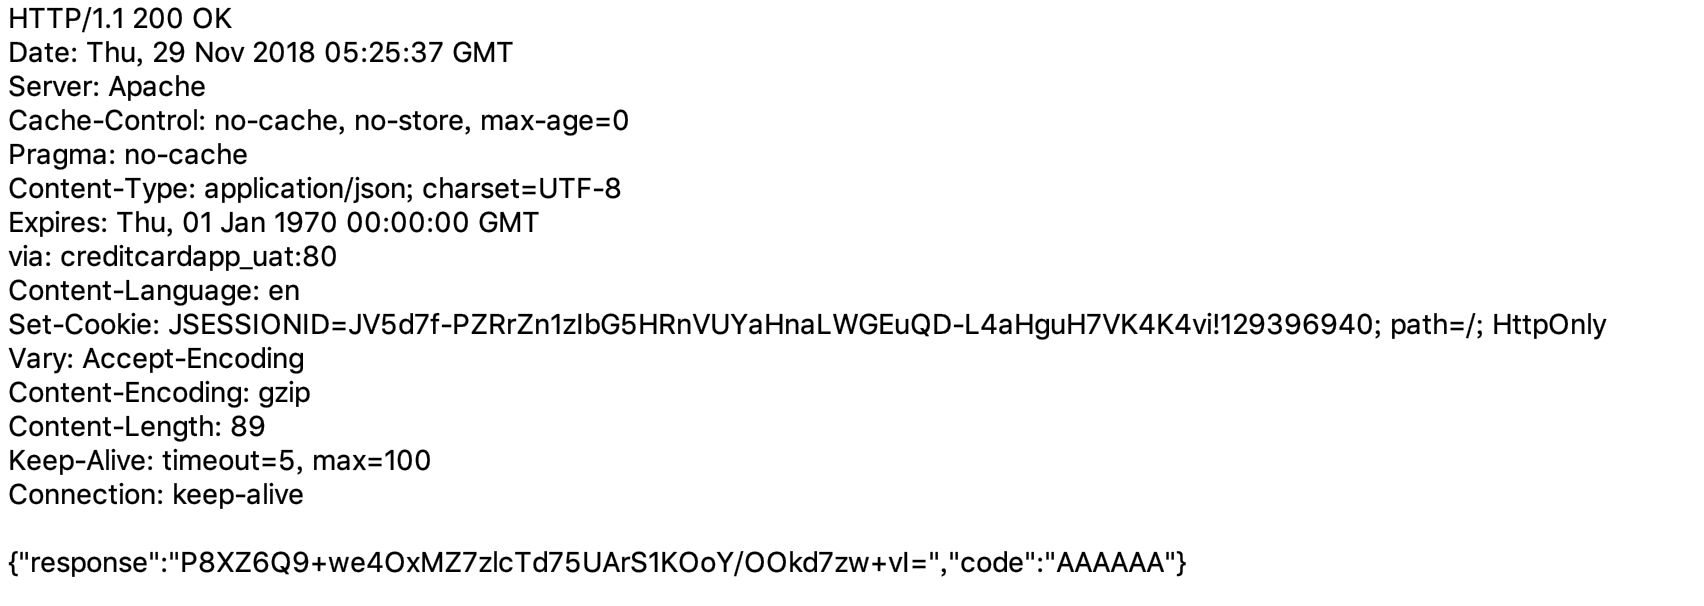 HTTP/1.1 200 OK
Date: Thu, 29 Nov 2018 05:25:37 GMT
Server: Apache
Cache-Control: no-cache, no-store, max-age=0
Pragma: no-cache
Content-Type: application/json; charset=UTF-8
Expires: Thu, 01 Jan 1970 00:00:00 GMT
via: creditcardapp_uat:80
Content-Language: en
Set-Cookie: JSESSIONID=JV5d7f-PZRrZn1zIbG5HRnVUYaHnaLWGEuQD-L4aHguH7VK4K4vi!129396940; path=/; HttpOnly
Vary: Accept-Encoding
Content-Encoding: gzip
Content-Length: 89
Keep-Alive: timeout=5, max=100
Connection: keep-alive
{"response":"P8XZ6Q9+we4OxMZ7zlcTd75UArS1KOoY/OOkd7zw+vI=","code":"AAAAAA"}